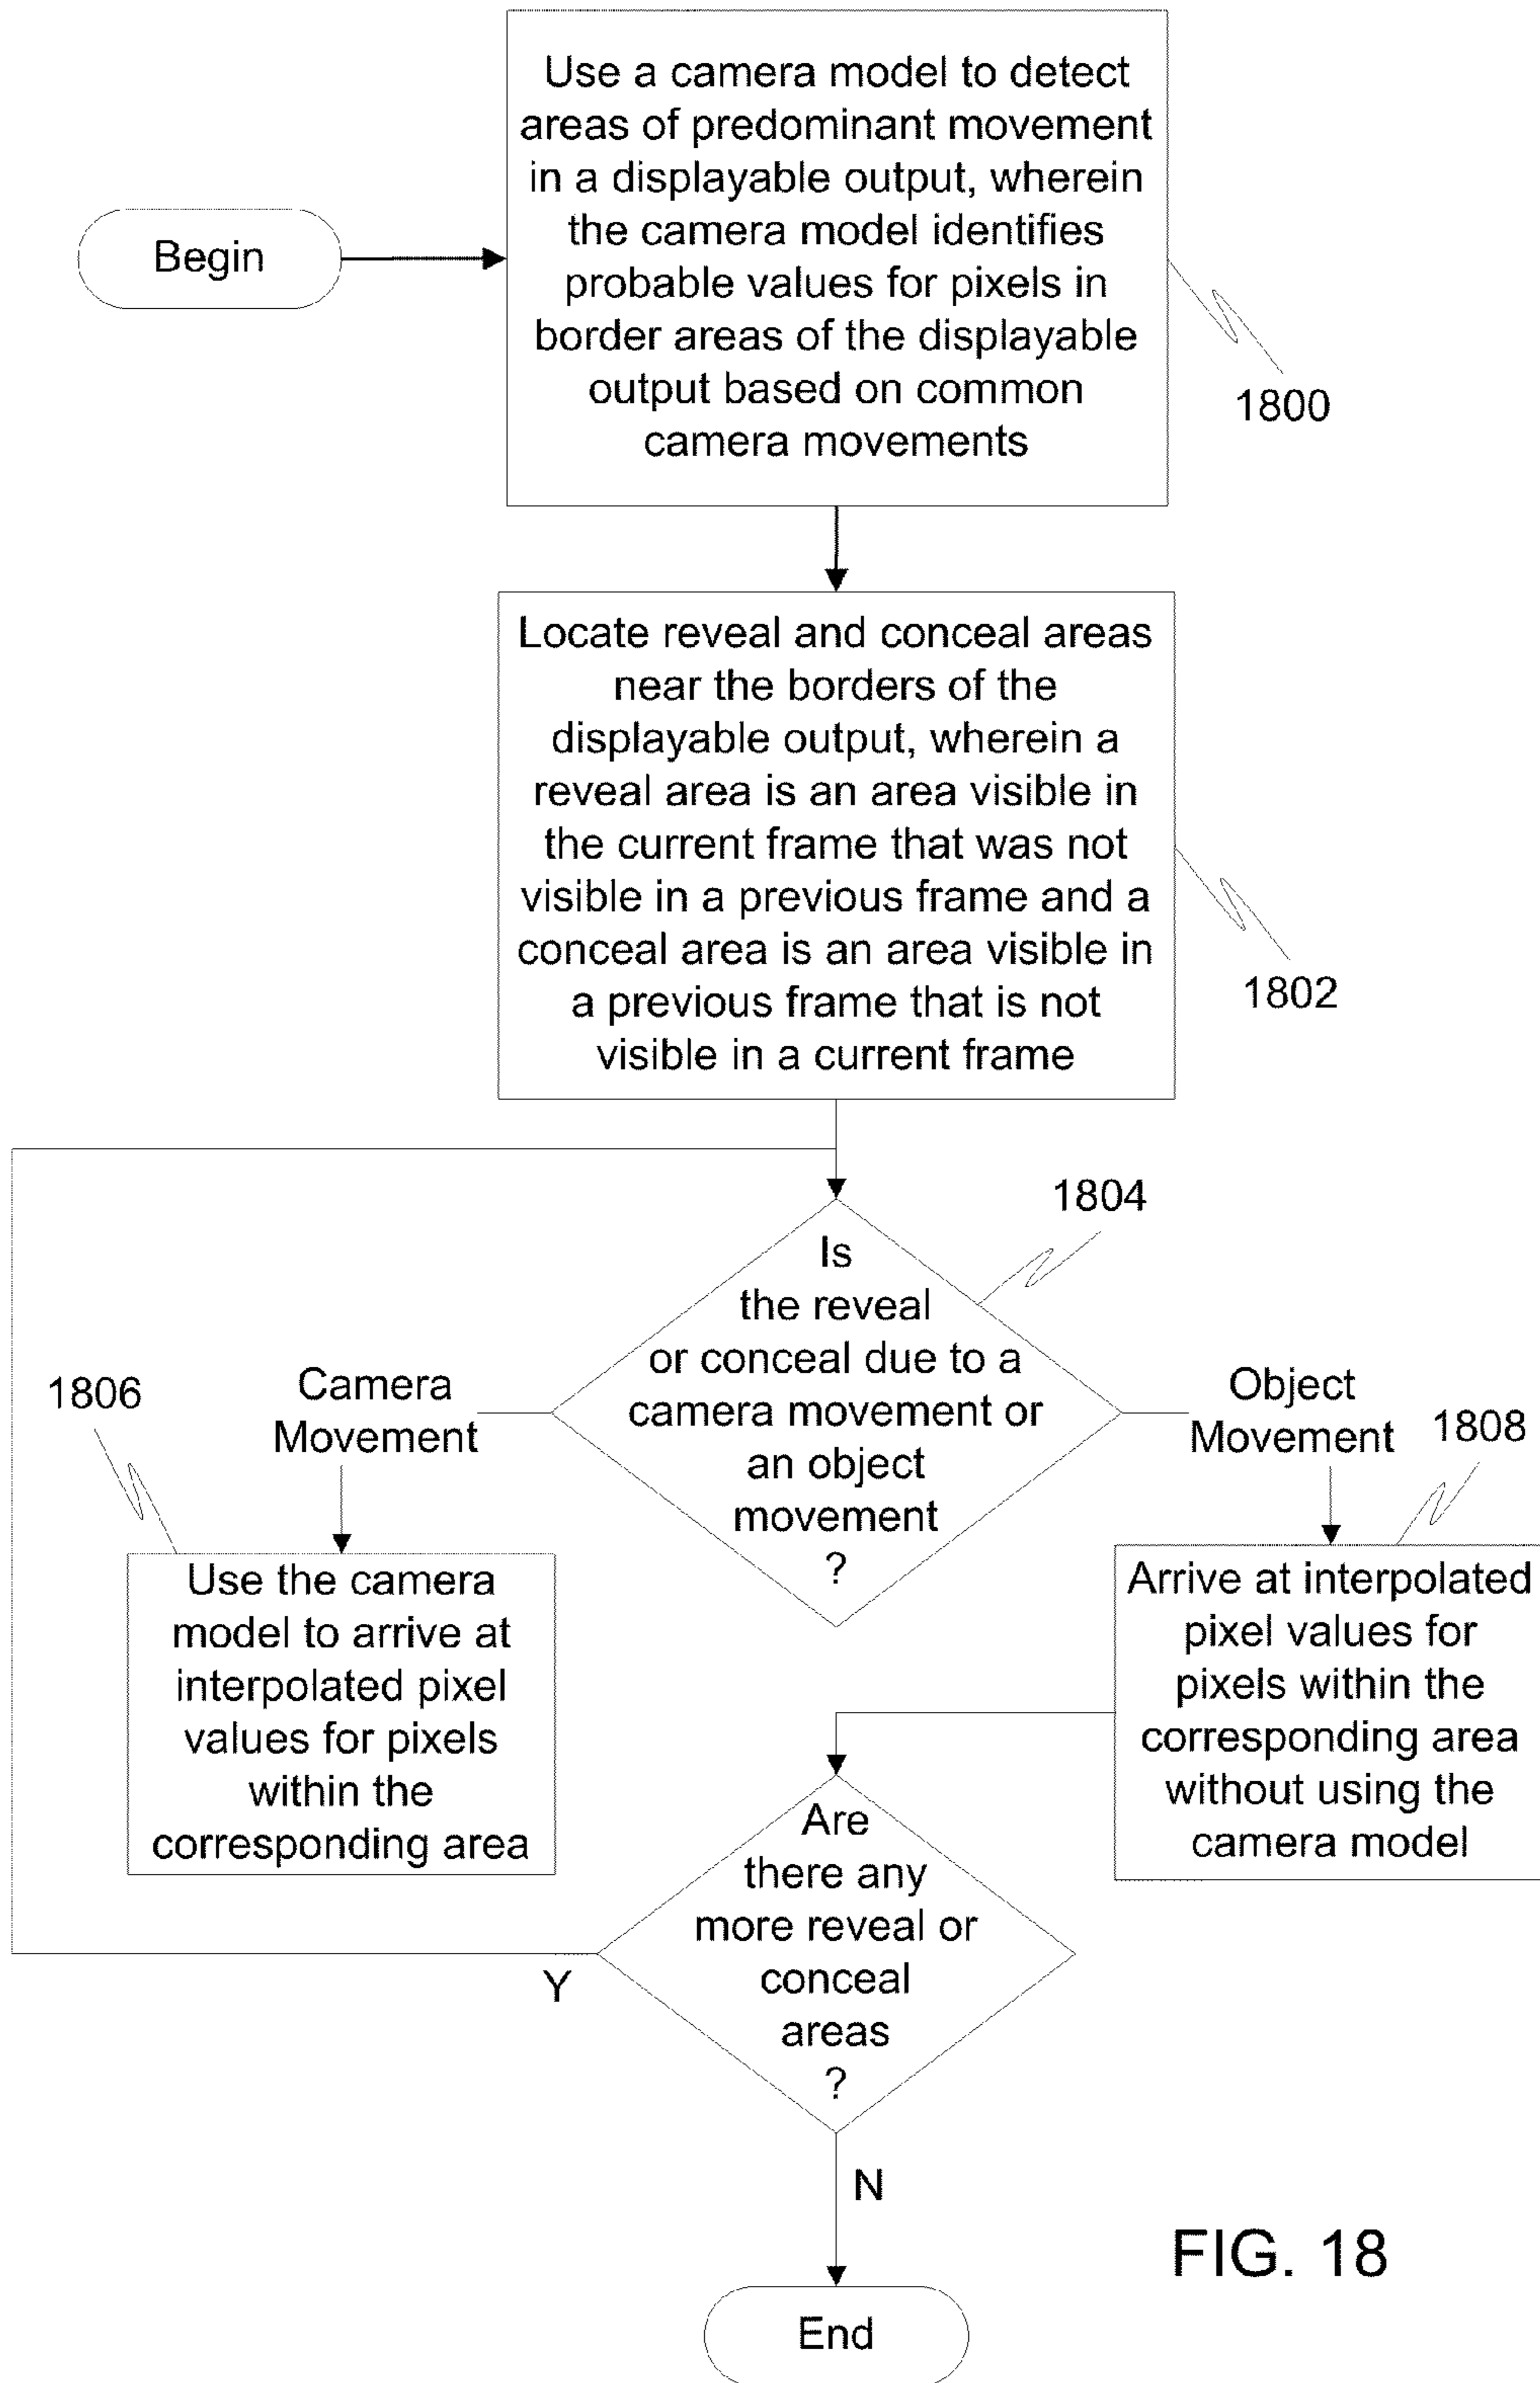 Begin
Use a camera model to detect
areas of predominant movement
in a displayable output, wherein
the camera model identifies
probable values for pixels in
border areas of the displayable
output based on common
camera movements
1800
Locate reveal and conceal areas
near the borders of the
displayable output, wherein a
reveal area is an area visible in
the current frame that was not
visible in a previous frame and a
conceal area is an area visible in
a previous frame that is not
visible in a current frame
1802
1804
Is
the reveal
or conceal due to a
camera movement or
an object
movement
?
Camera
Movement
1806
Use the camera
model to arrive at
interpolated pixel
values for pixels
within the
corresponding area
Object
Movement
1808
Arrive at interpolated
pixel values for
pixels within the
corresponding area
without using the
camera model
Are
there any
more reveal or
conceal
areas
?
Y
N
End
FIG. 18